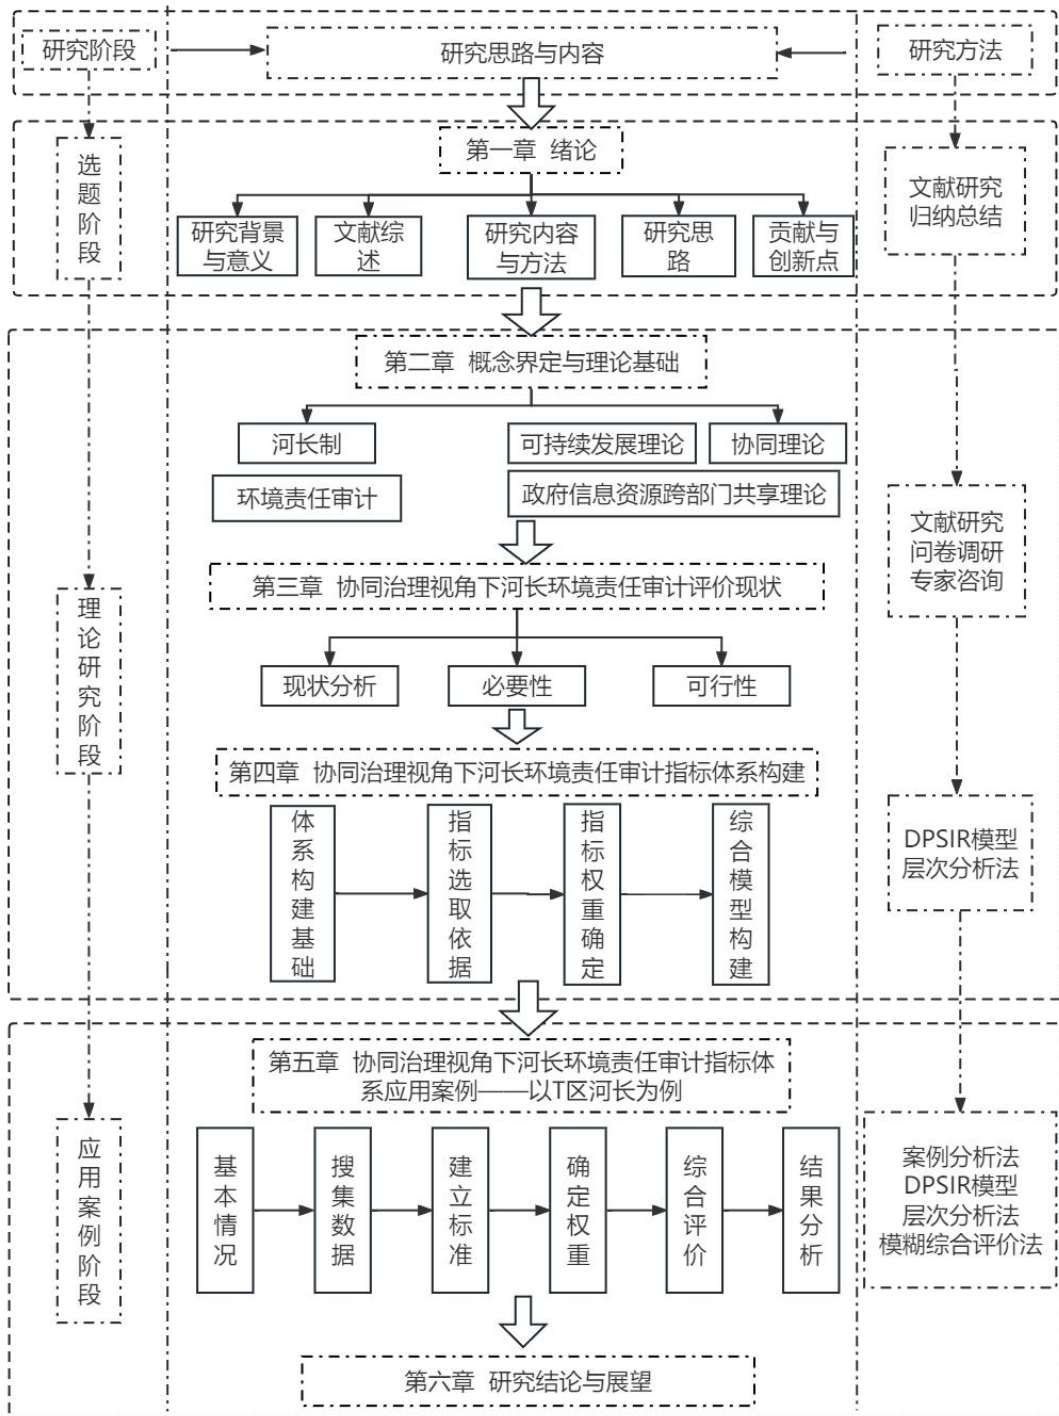 研究阶段
研究思路与内容
研究方法
选题阶段
第一章 绪论
研究背景
与意义
文献综
述
研究内容
与方法
研究思
路
贡献与
创新点
文献研究
归纳总结
理论研究阶段
第二章 概念界定与理论基础
河长制
可持续发展理论
协同理论
环境责任审计
政府信息资源跨部门共享理论
文献研究
问卷调研
专家咨询
第三章 协同治理视角下河长环境责任审计评价现状
现状分析
必要性
可行性
第四章 协同治理视角下河长环境责任审计指标体系构建
体系构建基础
指标选取依据
指标权重确定
综合模型构建
DPSIR模型
层次分析法
应用案例阶段
第五章 协同治理视角下河长环境责任审计指标体
系应用案例——以T区河长为例
基本情况
搜集数据
建立标准
确定权重
综合评价
结果分析
案例分析法
DPSIR模型
层次分析法
模糊综合评价法
第六章 研究结论与展望